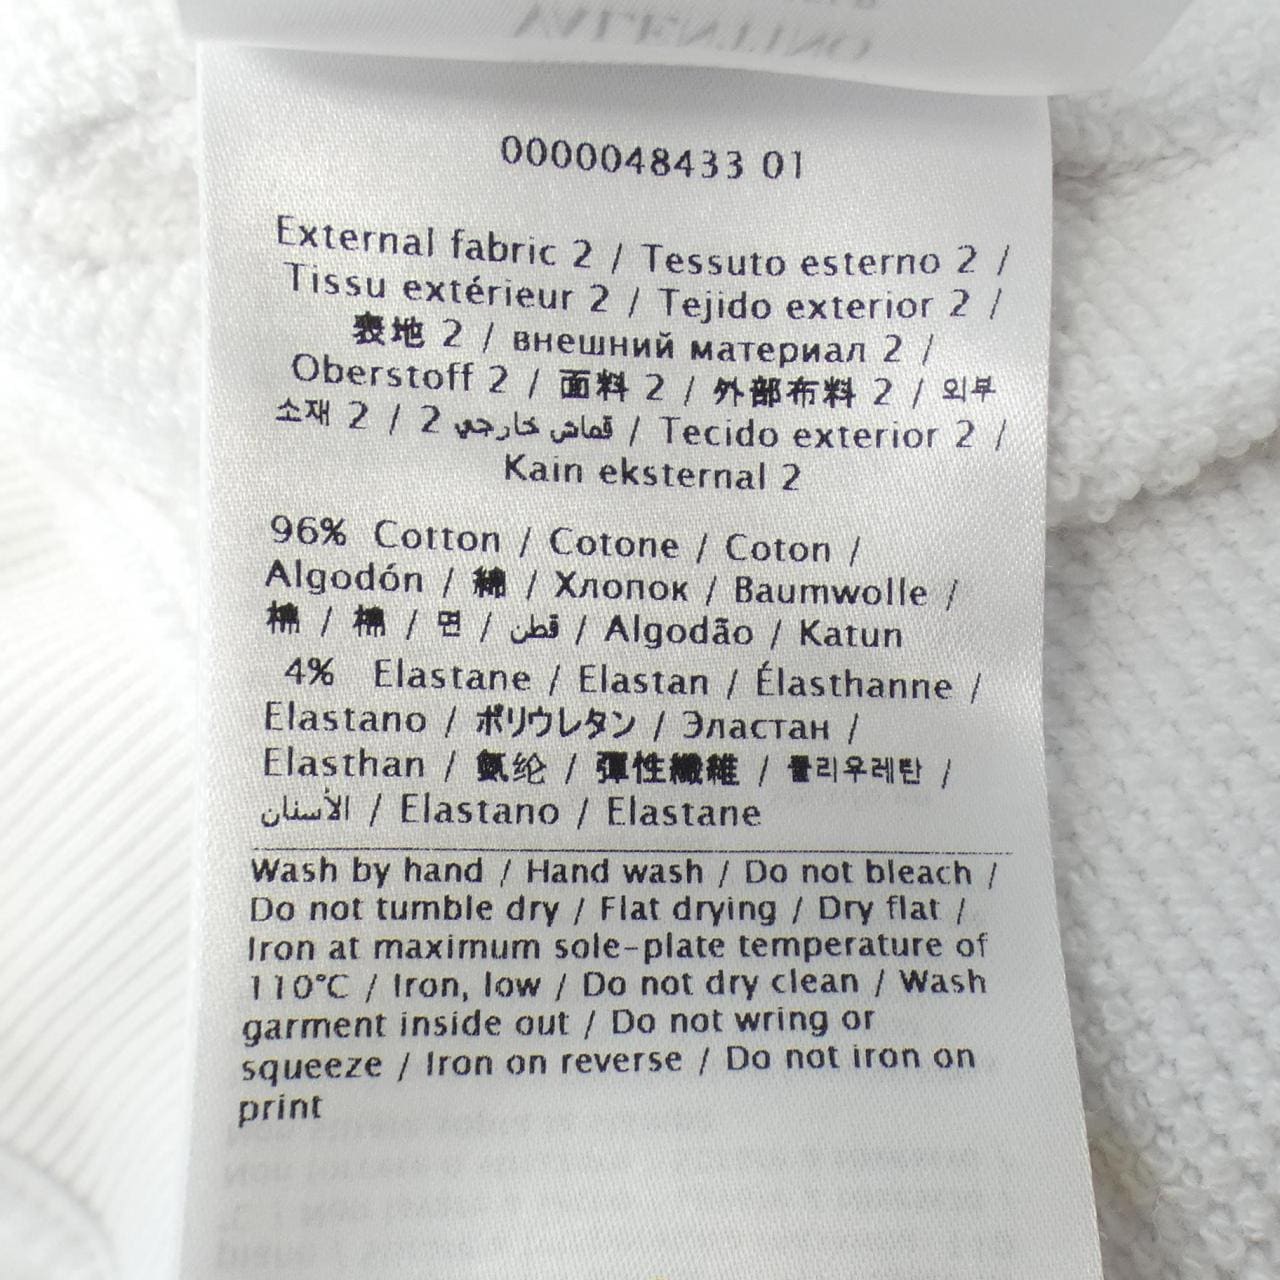 0000048433 01
External fabric 2 / Tessuto esterno 2 /
Tissu extérieur 2 / Tejido exterior 2 /
表地 2 / внешний материал 2 /
Oberstoff 2 / 面料 2 / 外部布料 2 / 외부
소재 2 / قماش خارجي 2 / Tecido exterior 2 /
Kain eksternal 2
96% Cotton / Cotone / Coton /
Algodón / 綿 / Хлопок / Baumwolle /
棉 / 棉 / 면 / قطن / Algodão / Katun
4% Elastane / Elastan / Élasthanne /
Elastano / ポリウレタン / Эластан /
Elasthan / 氨纶 / 彈性纖維 / 폴리우레탄 /
الأسنان / Elastano / Elastane
Wash by hand / Hand wash / Do not bleach /
Do not tumble dry / Flat drying / Dry flat /
Iron at maximum sole-plate temperature of
110°C / Iron, low / Do not dry clean / Wash
garment inside out / Do not wring or
squeeze / Iron on reverse / Do not iron on
print